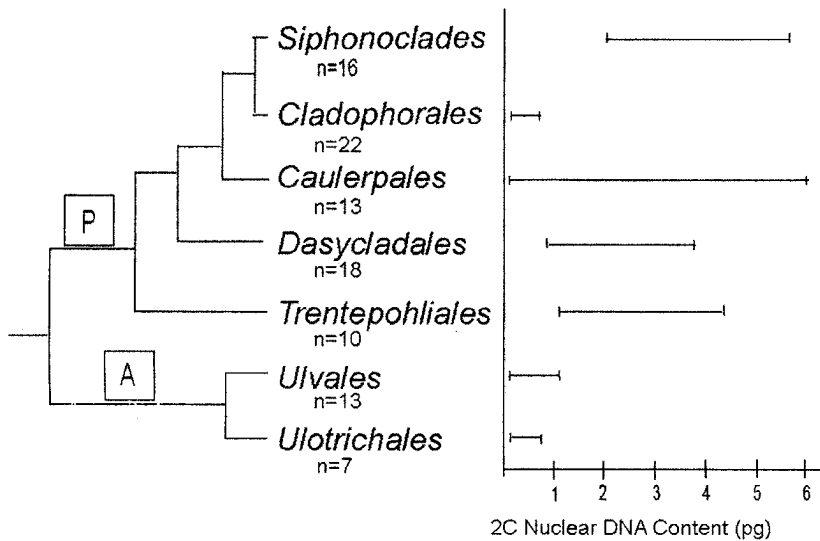 Siphonoclades
n=16
Cladophorales
n=22
Caulerpales
n=13
P
Dasycladales
n=18
Trentepohliales
n=10
A
Ulvales
n=13
Ulotrichales
n=7
1 2 3 4 5 6
2C Nuclear DNA Content (pg)